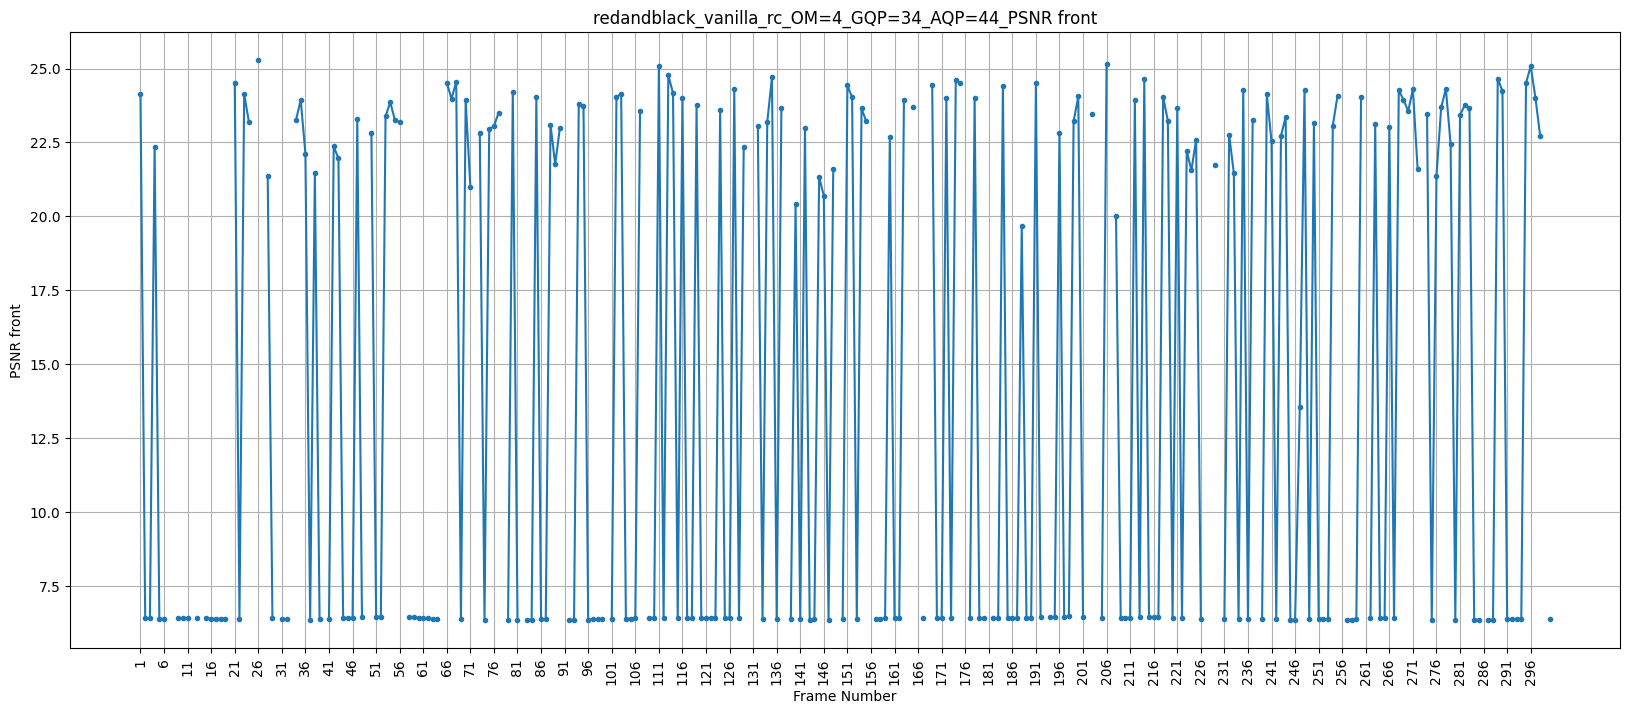 redandblack_vanilla_rc_OM=4_GQP=34_AQP=44_PSNR front
25.0
22.5
20.0
17.5
15.0
12.5
10.0
7.5
PSNR front
1 6 11 16 21 26 31 36 41 46 51 56 61 66 71 76 81 86 91 96 101 106 111 116 121 126 131 136 141 146 151 156 161 166 171 176 181 186 191 196 201 206 211 216 221 226 231 236 241 246 251 256 261 266 271 276 281 286 291 296
Frame Number